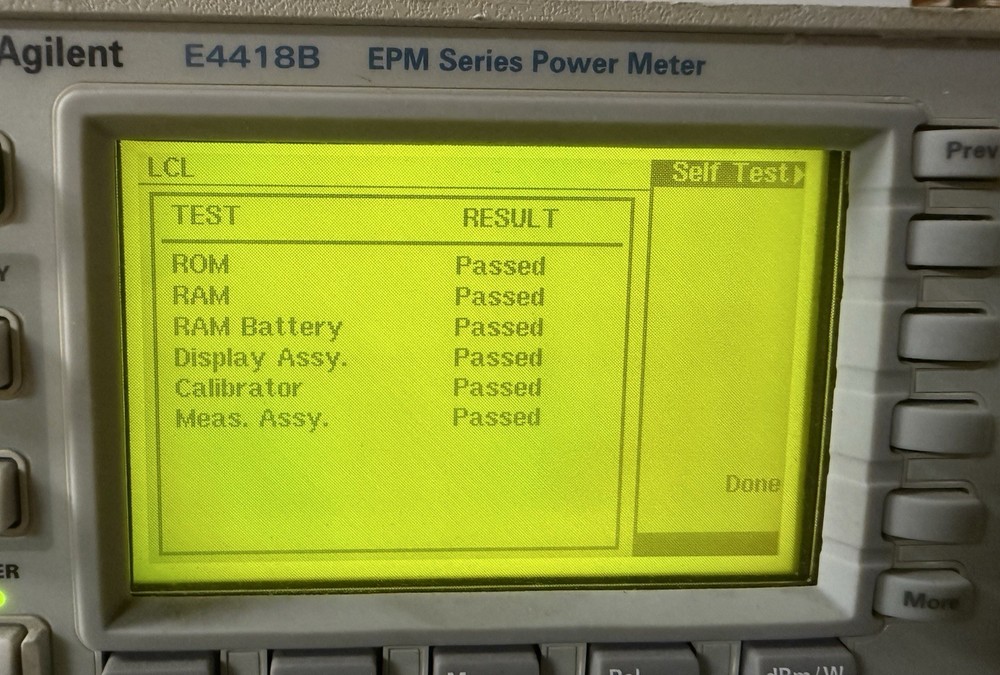 Agilent E4418B EPM Series Power Meter
Prev
LCL Self Test
TEST RESULT
ROM Passed
RAM Passed
RAM Battery Passed
Display Assy. Passed
Calibrator Passed
Meas. Assy. Passed
Done
More
dBm/W